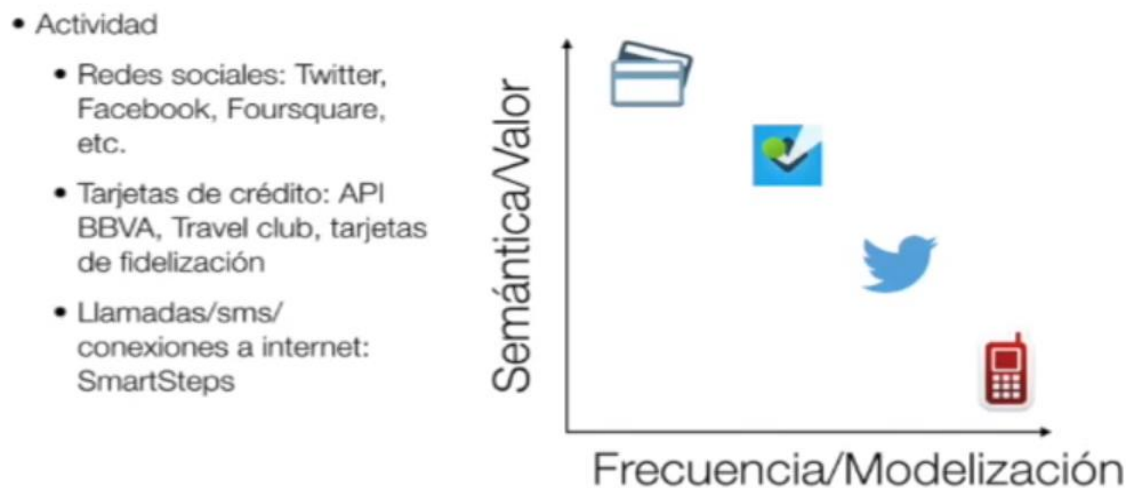 • Actividad
• Redes sociales: Twitter,
Facebook, Foursquare,
etc.
• Tarjetas de crédito: API
BBVA, Travel club, tarjetas
de fidelización
• Llamadas/sms/
conexiones a internet:
SmartSteps
Semántica/Valor
Frecuencia/Modelización